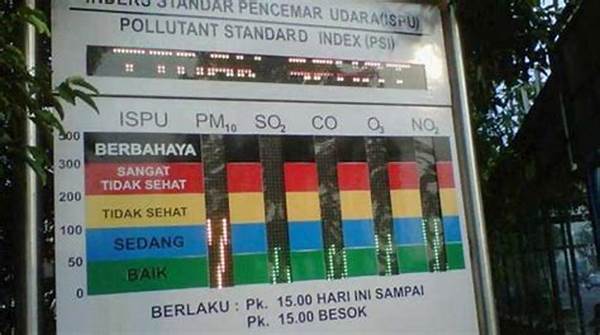 INDEKS STANDAR PENCEMAR UDARA(ISPU)
POLLUTANT STANDARD INDEX (PSI)
TIDAK SEHAT
ISPU PM10 SO2 CO O3 NO2
500
BERBAHAYA
300
SANGAT
TIDAK SEHAT
200
TIDAK SEHAT
100
SEDANG
50
BAIK
0
BERLAKU : Pk. 15.00 HARI INI SAMPAI
Pk. 15.00 BESOK